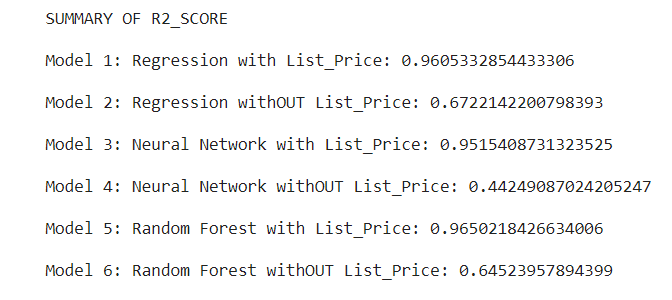 SUMMARY OF R2_SCORE
Model 1: Regression with List_Price: 0.9605332854433306
Model 2: Regression withOUT List_Price: 0.6722142200798393
Model 3: Neural Network with List_Price: 0.9515408731323525
Model 4: Neural Network withOUT List_Price: 0.44249087024205247
Model 5: Random Forest with List_Price: 0.9650218426634006
Model 6: Random Forest withOUT List_Price: 0.64523957894399